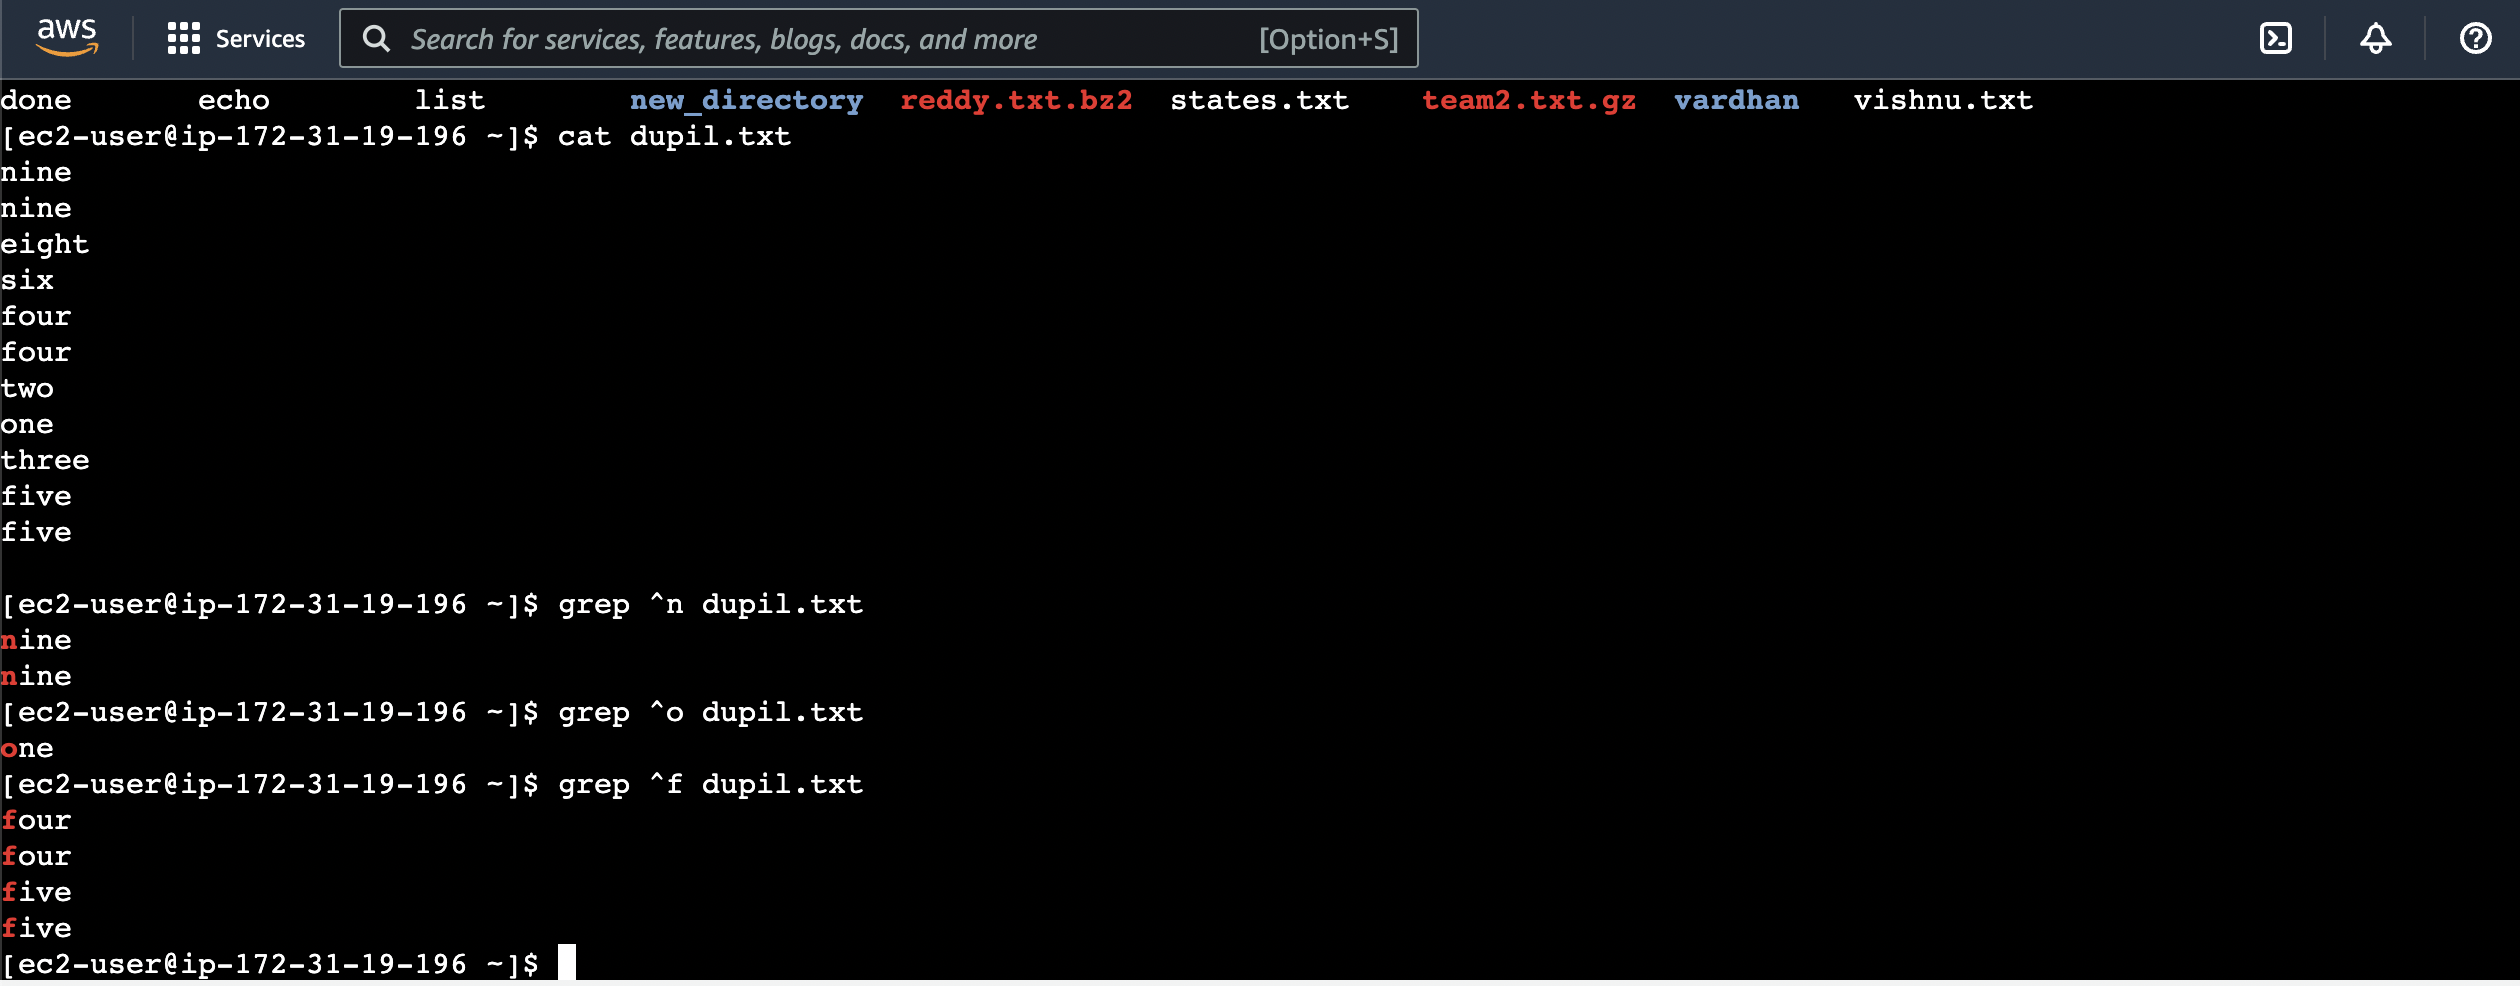 aws Services Search for services, features, blogs, docs, and more [Option+S]
done echo list new_directory reddy.txt.bz2 states.txt team2.txt.gz vardhan vishnu.txt
[ec2-user@ip-172-31-19-196 ~]$ cat dupil.txt
nine
nine
eight
six
four
four
two
one
three
five
five
[ec2-user@ip-172-31-19-196 ~]$ grep ^n dupil.txt
nine
nine
[ec2-user@ip-172-31-19-196 ~]$ grep ^o dupil.txt
one
[ec2-user@ip-172-31-19-196 ~]$ grep ^f dupil.txt
four
four
five
five
[ec2-user@ip-172-31-19-196 ~]$